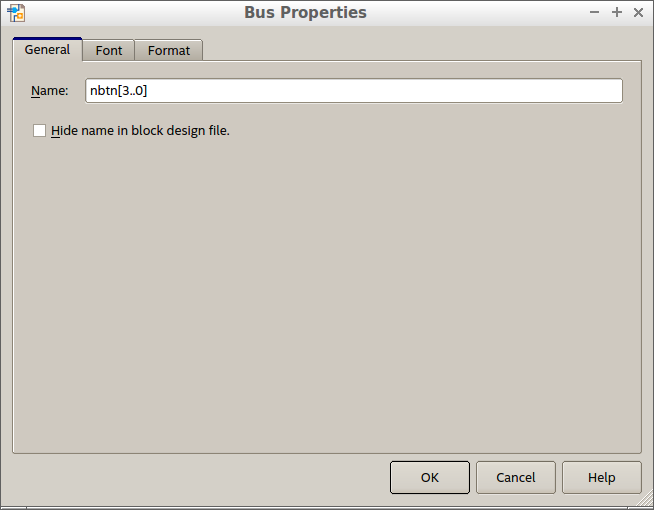 Bus Properties
General Font Format
Name: nbtn[3..0]
Hide name in block design file.
OK Cancel Help